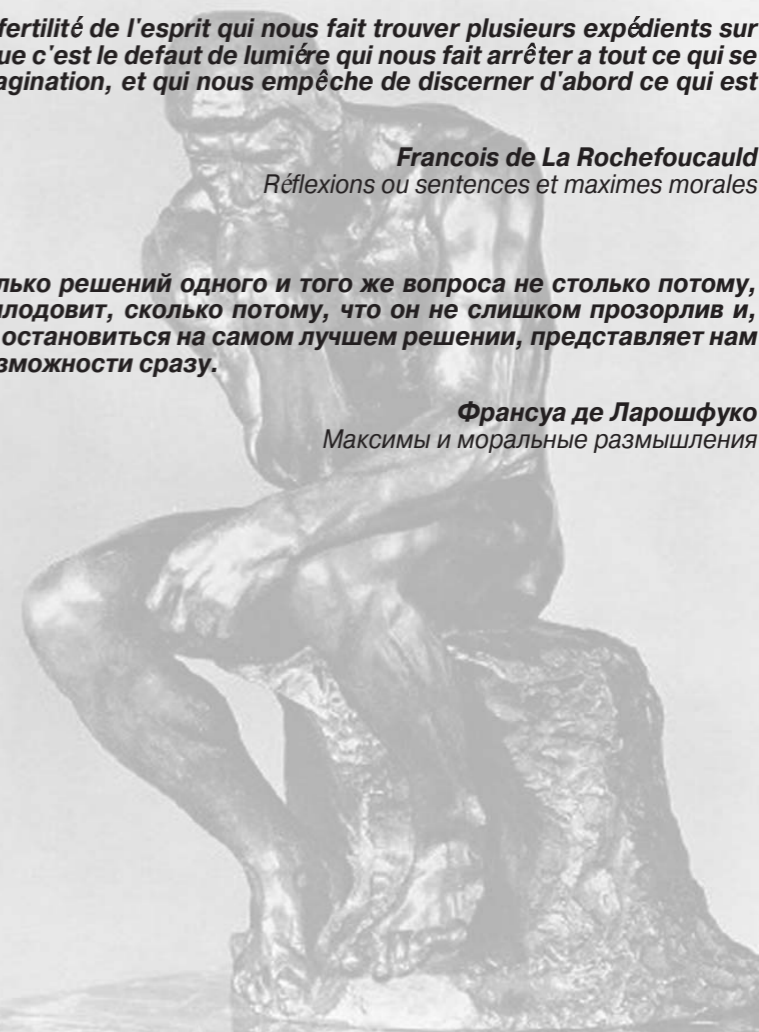 fertilité de l'esprit qui nous fait trouver plusieurs expédients sur
ue c'est le defaut de lumiére qui nous fait arrêter a tout ce qui se
agination, et qui nous empêche de discerner d'abord ce qui est
Francois de La Rochefoucauld
Réflexions ou sentences et maximes morales
лько решений одного и того же вопроса не столько потому,
лодовит, сколько потому, что он не слишком прозорлив и,
остановиться на самом лучшем решении, представляет нам
зможности сразу.
Франсуа де Ларошфуко
Максимы и моральные размышления